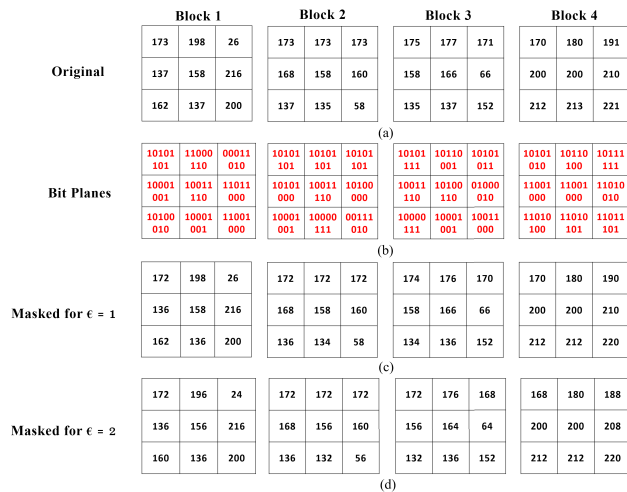 Block 1 Block 2 Block 3 Block 4
173 198 26 173 173 173 175 177 171 170 180 191
Original 137 158 216 168 158 160 158 166 66 200 200 210
162 137 200 137 135 58 135 137 152 212 213 221
(a)
10101 11000 00011 10101 10101 10101 10101 10110 10101 10101 10110 10111
101 110 010 101 101 101 111 001 011 010 100 111
Bit Planes 10001 10011 11011 10101 10011 10100 10011 10100 01000 11001 11001 11010
001 110 000 000 110 000 110 110 010 000 000 010
10100 10001 11001 10001 10000 00111 10000 10001 10011 11010 11010 11011
010 001 000 001 111 010 111 001 000 100 101 101
(b)
172 198 26 172 172 172 174 176 170 170 180 190
Masked for ϵ = 1 136 158 216 168 158 160 158 166 66 200 200 210
162 136 200 136 134 58 134 136 152 212 212 220
(c)
172 196 24 172 172 172 172 176 168 168 180 188
Masked for ϵ = 2 136 156 216 168 156 160 156 164 64 200 200 208
160 136 200 136 132 56 132 136 152 212 212 220
(d)